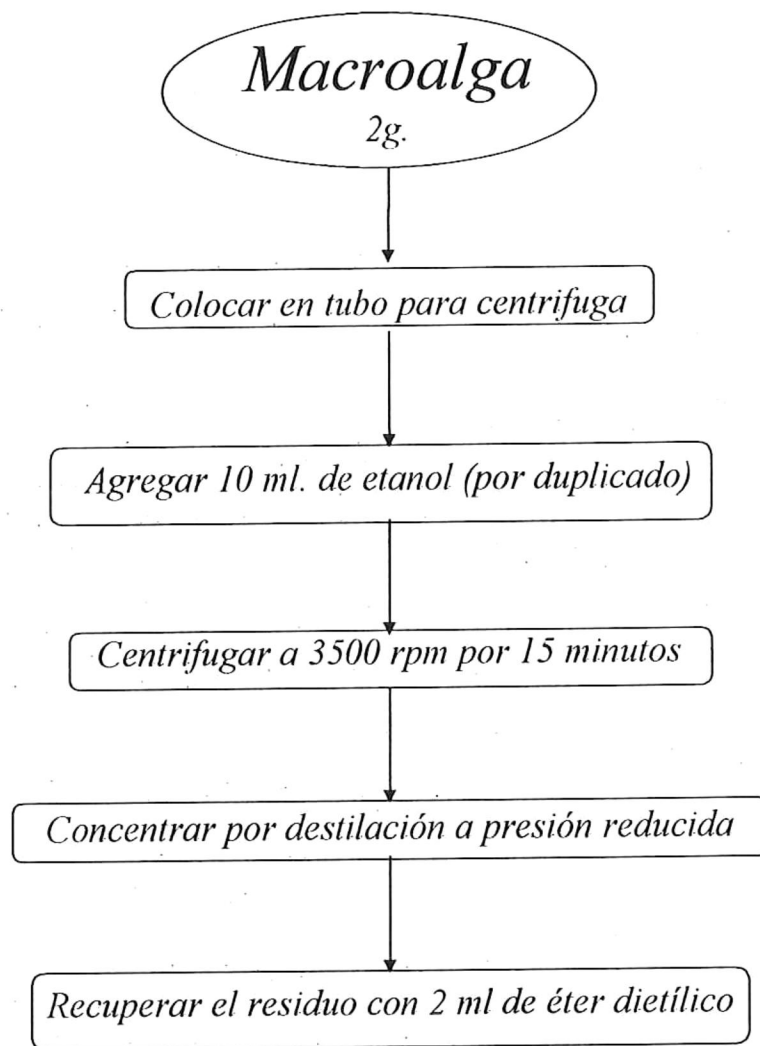 Macroalga
2g.
Colocar en tubo para centrifuga
Agregar 10 ml. de etanol (por duplicado)
Centrifugar a 3500 rpm por 15 minutos
Concentrar por destilación a presión reducida
Recuperar el residuo con 2 ml de éter dietílico